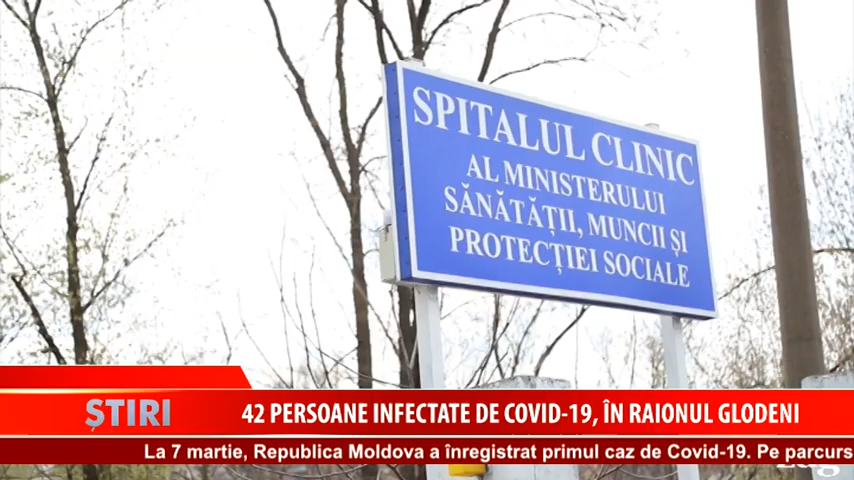 SPITALUL CLINIC
AL MINISTERULUI
SĂNĂTĂȚII, MUNCII ȘI
PROTECȚIEI SOCIALE
ȘTIRI
42 PERSOANE INFECTATE DE COVID-19, ÎN RAIONUL GLODENI
La 7 martie, Republica Moldova a înregistrat primul caz de Covid-19. Pe parcurs